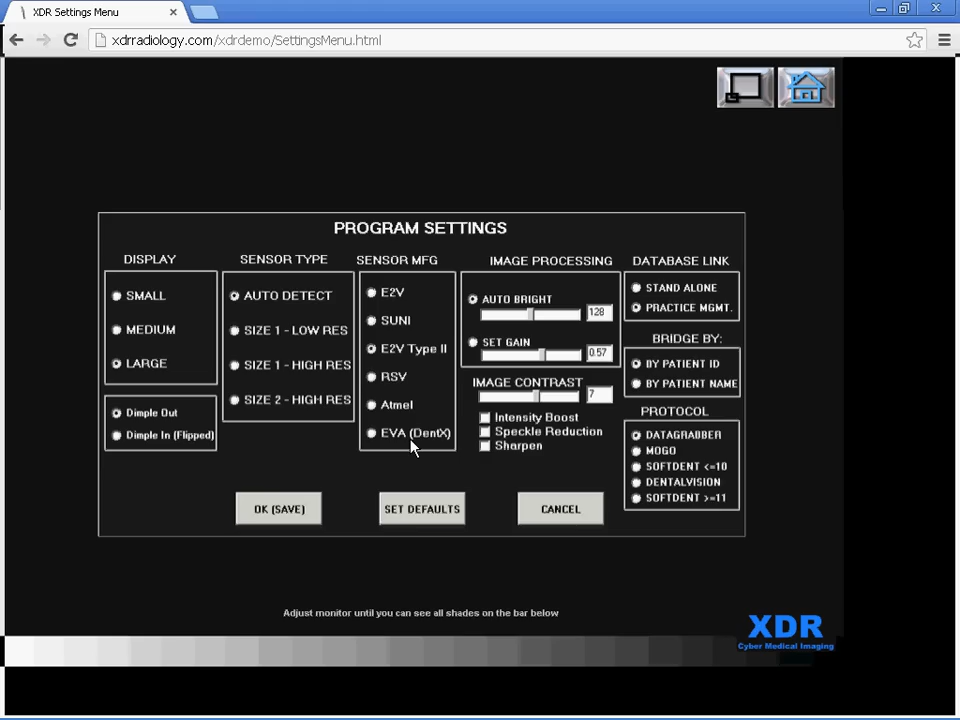 XDR Settings Menu
xdrradiology.com/xdrdemo/SettingsMenu.html
PROGRAM SETTINGS
DISPLAY
SMALL
MEDIUM
LARGE
Dimple Out
Dimple In (Flipped)
SENSOR TYPE
AUTO DETECT
SIZE 1 - LOW RES
SIZE 1 - HIGH RES
SIZE 2 - HIGH RES
SENSOR MFG
E2V
SUNI
E2V Type II
RSV
Atmel
EVA (DentX)
IMAGE PROCESSING
AUTO BRIGHT
128
SET GAIN
0.57
IMAGE CONTRAST
7
Intensity Boost
Speckle Reduction
Sharpen
DATABASE LINK
STAND ALONE
PRACTICE MGMT.
BRIDGE BY:
BY PATIENT ID
BY PATIENT NAME
PROTOCOL
DATAGRABBER
MOGO
SOFTDENT <=10
DENTALVISION
SOFTDENT >=11
OK (SAVE)
SET DEFAULTS
CANCEL
Adjust monitor until you can see all shades on the bar below
XDR
Cyber Medical Imaging